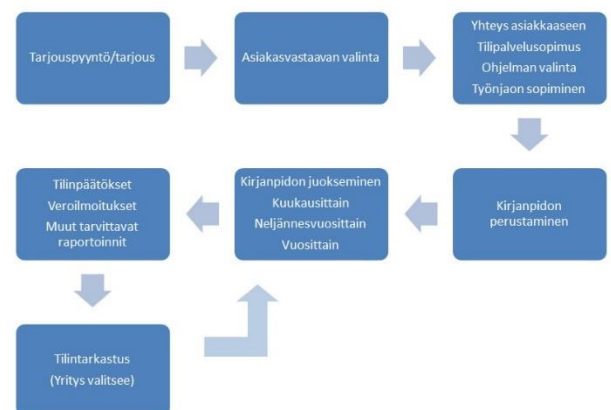 Tarjouspyyntö/tarjous
Asiakasvastaavan valinta
Yhteys asiakkaaseen
Tilipalvelusopimus
Ohjelman valinta
Työnjaon sopiminen
Kirjanpidon
perustaminen
Kirjanpidon juokseminen
Kuukausittain
Neljännesvuosittain
Vuosittain
Tilinpäätökset
Veroilmoitukset
Muut tarvittavat
raportoinnit
Tilintarkastus
(Yritys valitsee)